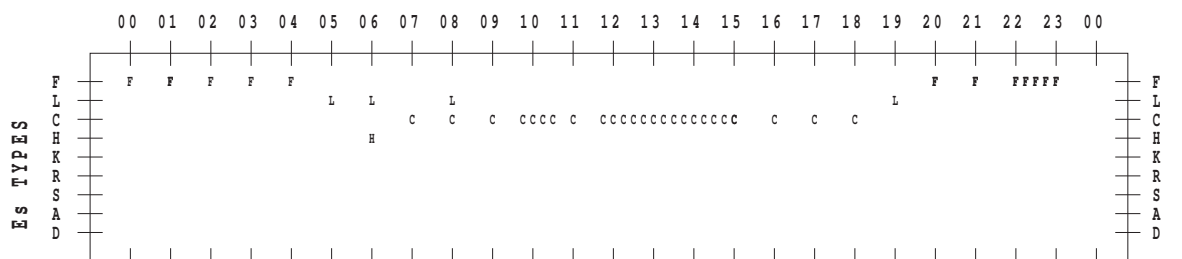 00 01 02 03 04 05 06 07 08 09 10 11 12 13 14 15 16 17 18 19 20 21 22 23 00
F F F F F F F F FFFFF F
L L L L L L
C C C C CCCC C CCCCCCCCCCCCCC C C C C
H H H
K K
R R
S S
A A
D D
Es TYPES